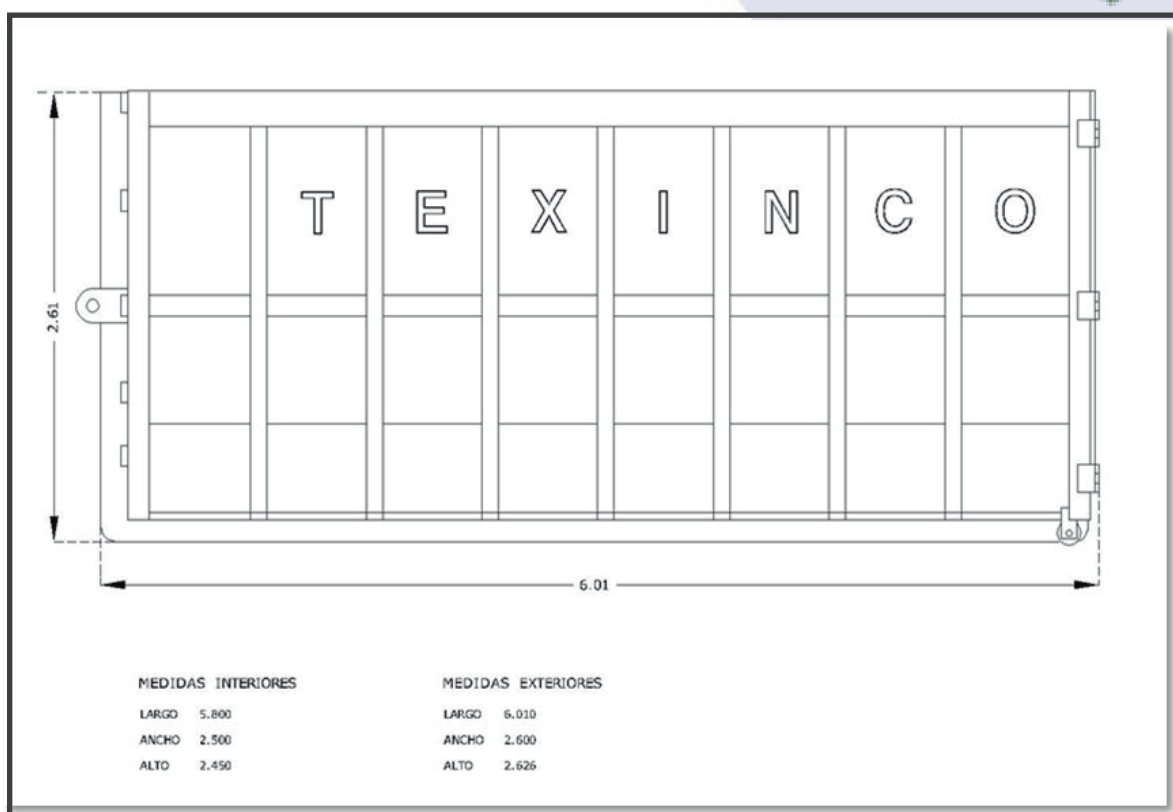 TEXINCO
2.61
6.01
MEDIDAS INTERIORES
LARGO 5.800
ANCHO 2.500
ALTO 2.450
MEDIDAS EXTERIORES
LARGO 6.010
ANCHO 2.600
ALTO 2.626